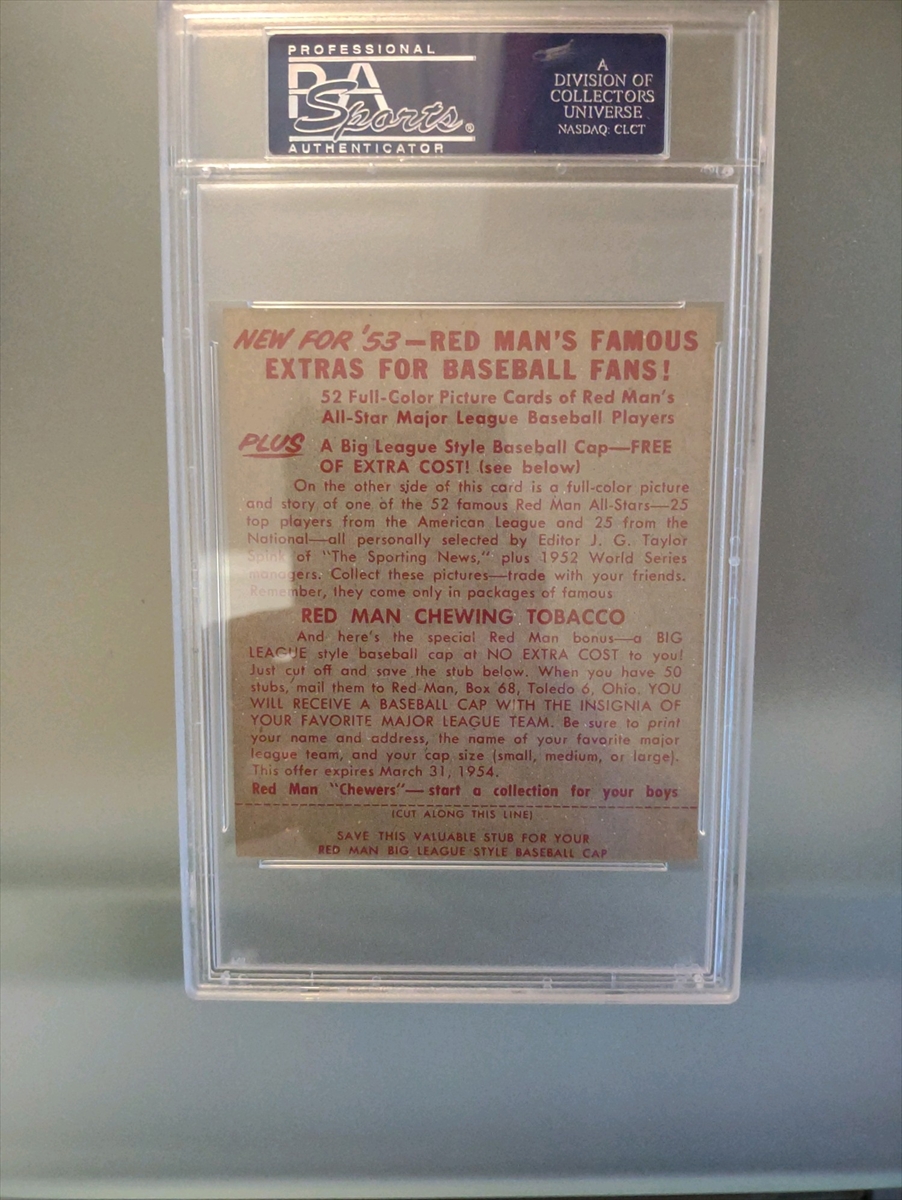 PROFESSIONAL
PSA
Sports®
AUTHENTICATOR
A
DIVISION OF
COLLECTORS
UNIVERSE
NASDAQ: CLCT
NEW FOR '53—RED MAN'S FAMOUS
EXTRAS FOR BASEBALL FANS!
52 Full-Color Picture Cards of Red Man's
All-Star Major League Baseball Players
PLUS A Big League Style Baseball Cap—FREE
OF EXTRA COST! (see below)
On the other side of this card is a full-color picture
and story of one of the 52 famous Red Man All-Stars—25
top players from the American League and 25 from the
National—all personally selected by Editor J. G. Taylor
Spink of "The Sporting News," plus 1952 World Series
managers. Collect these pictures—trade with your friends.
Remember, they come only in packages of famous
RED MAN CHEWING TOBACCO
And here's the special Red Man bonus—a BIG
LEAGUE style baseball cap at NO EXTRA COST to you!
Just cut off and save the stub below. When you have 50
stubs, mail them to Red Man, Box 68, Toledo 6, Ohio. YOU
WILL RECEIVE A BASEBALL CAP WITH THE INSIGNIA OF
YOUR FAVORITE MAJOR LEAGUE TEAM. Be sure to print
your name and address, the name of your favorite major
league team, and your cap size (small, medium, or large).
This offer expires March 31, 1954.
Red Man "Chewers"—start a collection for your boys
(CUT ALONG THIS LINE)
SAVE THIS VALUABLE STUB FOR YOUR
RED MAN BIG LEAGUE STYLE BASEBALL CAP